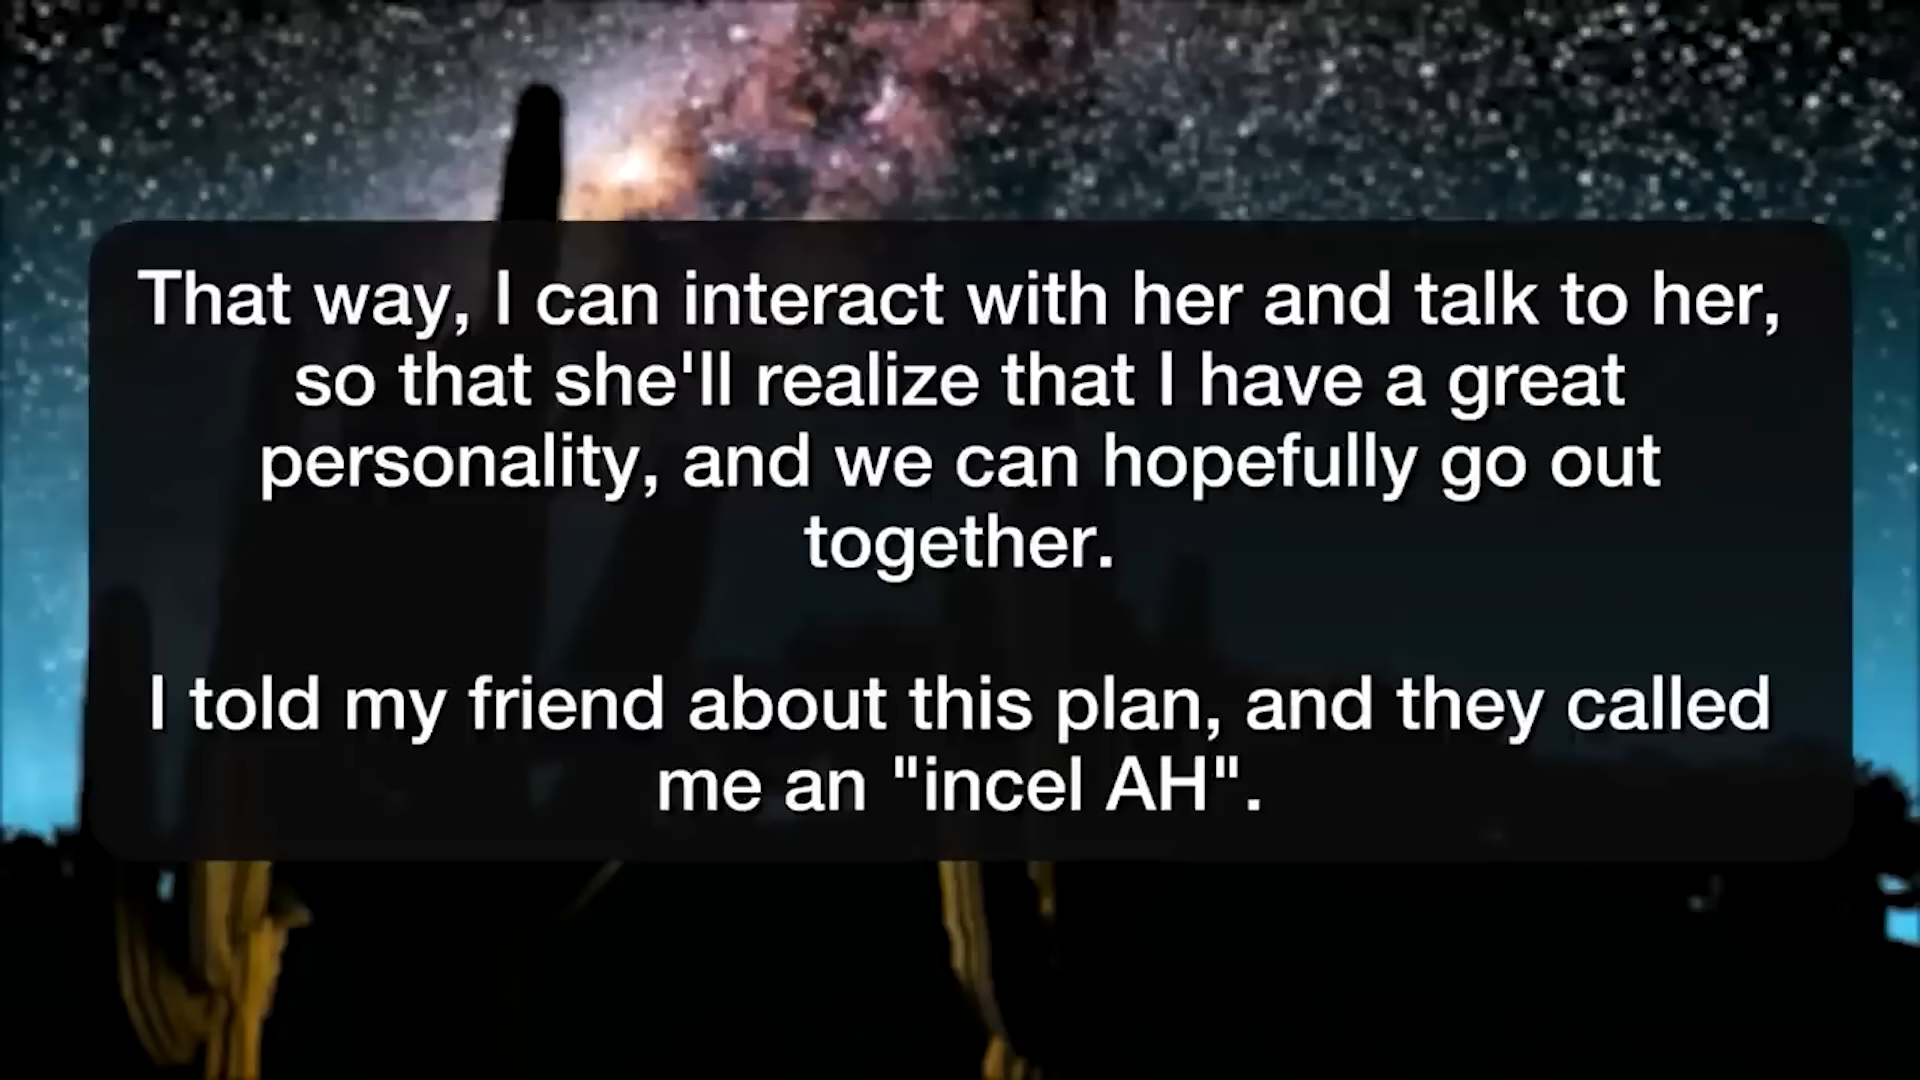 That way, I can interact with her and talk to her,
so that she'll realize that I have a great
personality, and we can hopefully go out
together.
I told my friend about this plan, and they called
me an "incel AH".